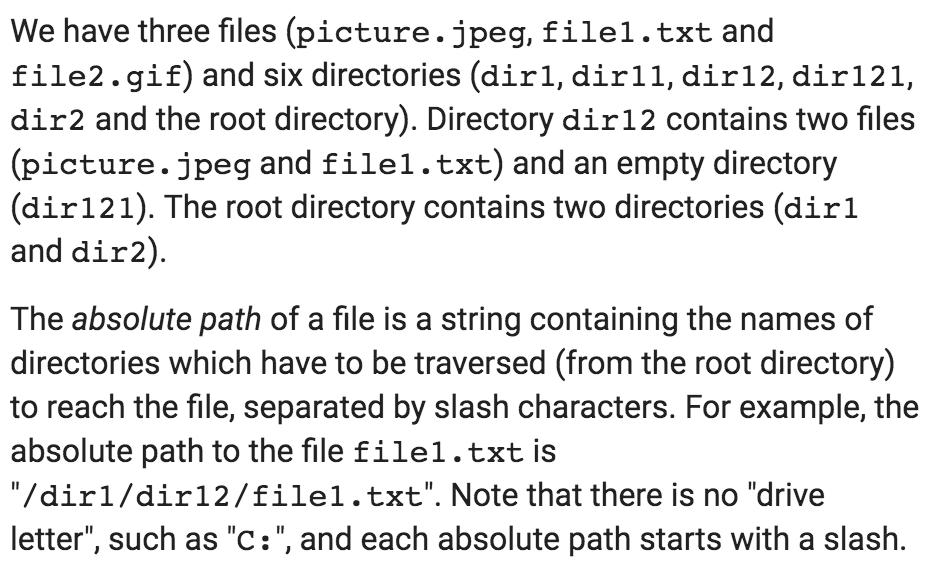 We have three files (picture.jpeg, file1.txt and
file2.gif) and six directories (dir1, dir11, dir12, dir121,
dir2 and the root directory). Directory dir12 contains two files
(picture.jpeg and file1.txt) and an empty directory
(dir121). The root directory contains two directories (dir1
and dir2).
The absolute path of a file is a string containing the names of
directories which have to be traversed (from the root directory)
to reach the file, separated by slash characters. For example, the
absolute path to the file file1.txt is
"/dir1/dir12/file1.txt". Note that there is no "drive
letter", such as "C:", and each absolute path starts with a slash.